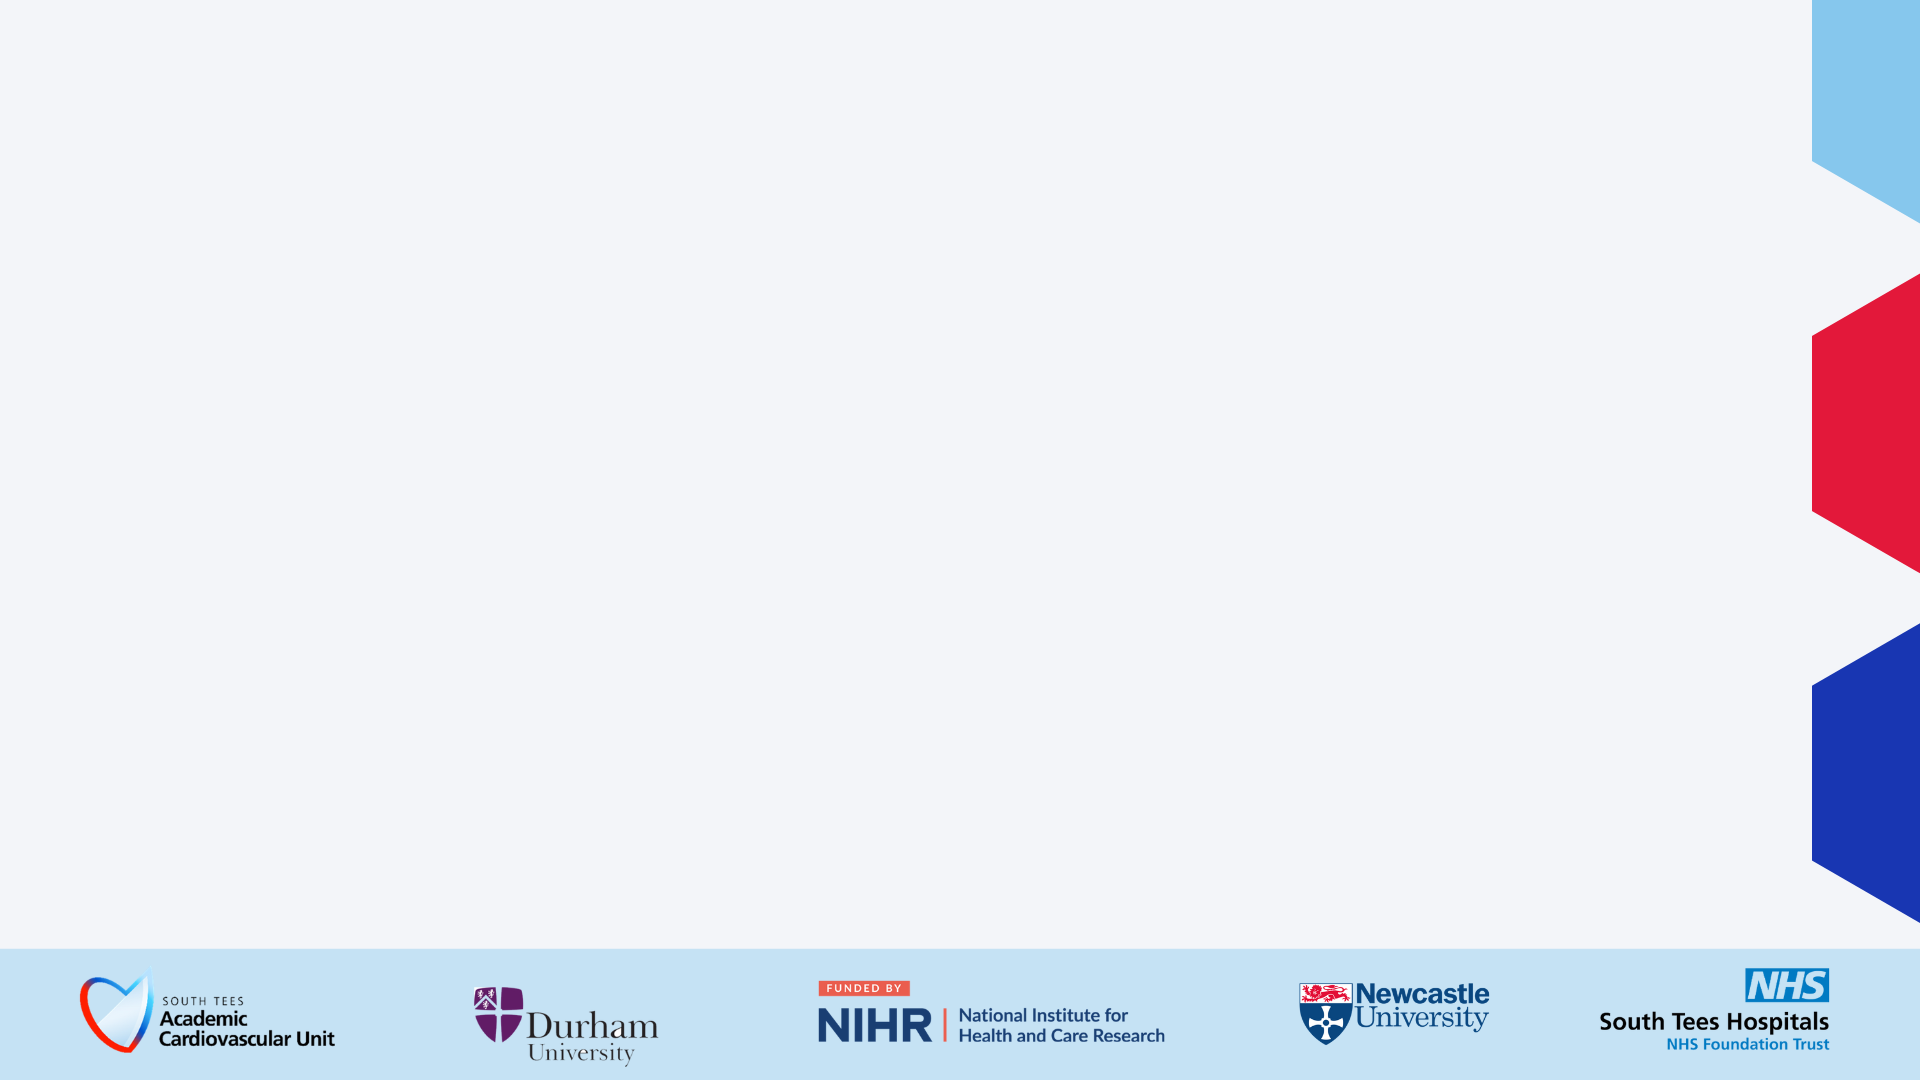 SOUTH TEES
Academic
Cardiovascular Unit
Durham
University
FUNDED BY
NIHR | National Institute for
Health and Care Research
Newcastle
University
NHS
South Tees Hospitals
NHS Foundation Trust